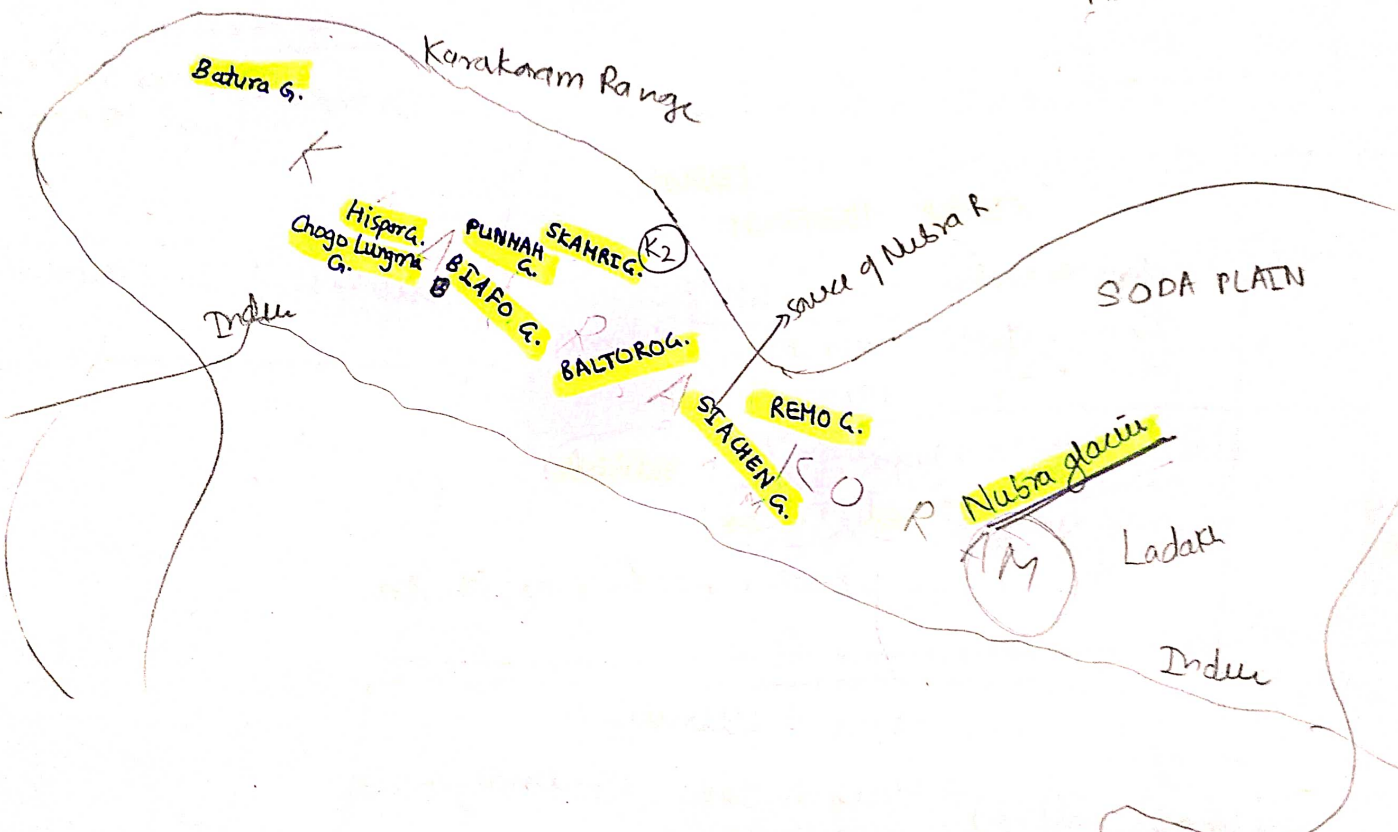 Karakoram Range
Batura G.
K A R A K O R A M
Hispar G.
Chogo Lungma
G.
PUNMAH
G.
SKAMRI G.
K2
BIAFO G.
Indus
BALTORO G.
source of Nubra R.
SODA PLAIN
SIACHEN G.
REMO G.
Nubra glacier
Ladakh
Indus